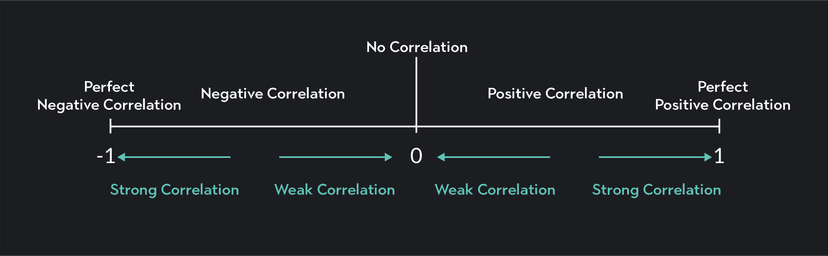 No Correlation
Perfect
Negative Correlation
Negative Correlation
Positive Correlation
Perfect
Positive Correlation
-1
0
1
Strong Correlation
Weak Correlation
Weak Correlation
Strong Correlation